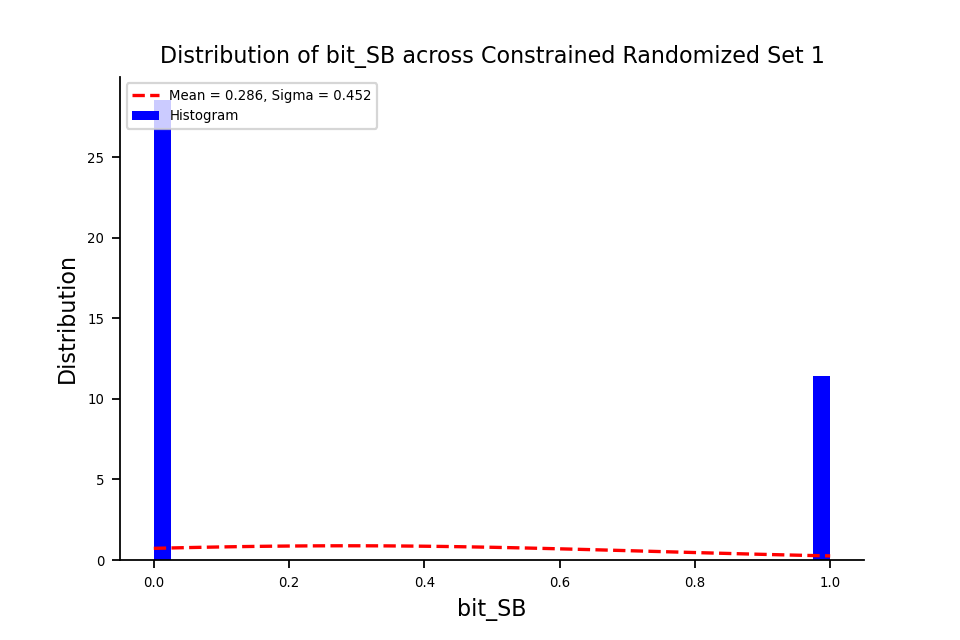 Distribution of bit_SB across Constrained Randomized Set 1
Mean = 0.286, Sigma = 0.452
Histogram
25
20
15
10
5
0
Distribution
0.0 0.2 0.4 0.6 0.8 1.0
bit_SB